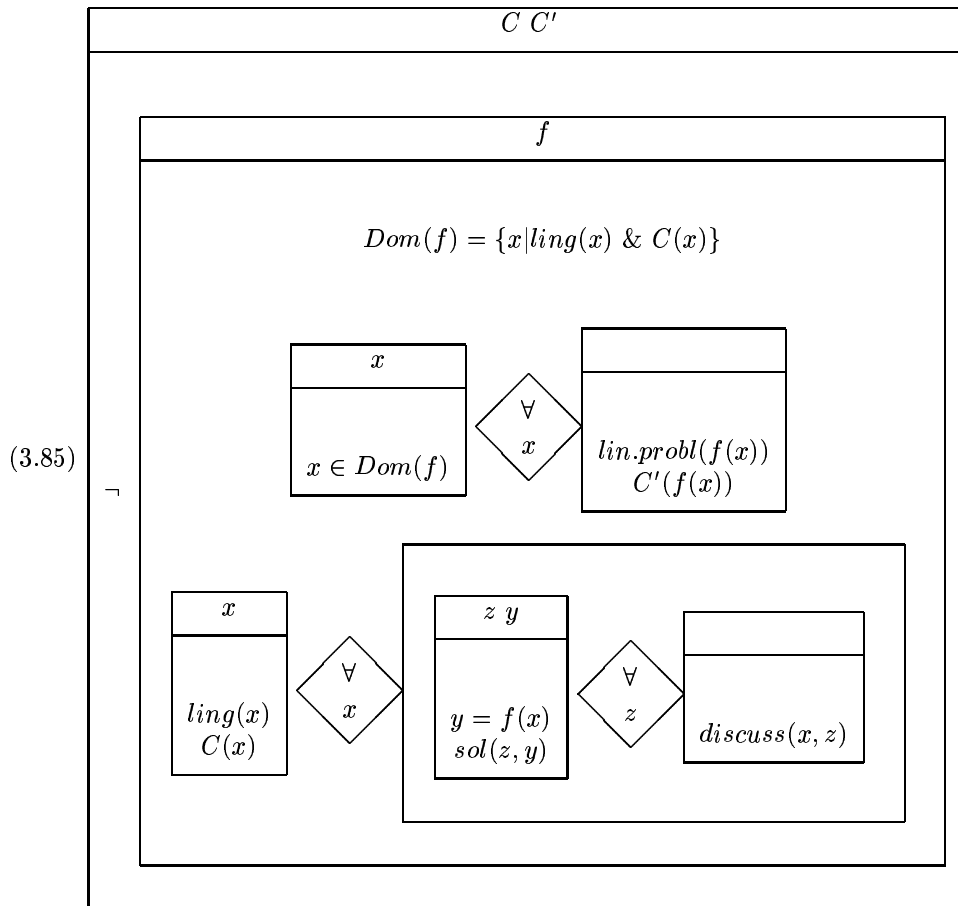 C C′
f
Dom(f) = {x|ling(x) & C(x)}
x
∀
x ∈ Dom(f)
x
lin.probl(f(x))
C′(f(x))
(3.85)
¬
x
z y
∀
∀
x
z
ling(x)
C(x)
y = f(x)
sol(z, y)
discuss(x, z)